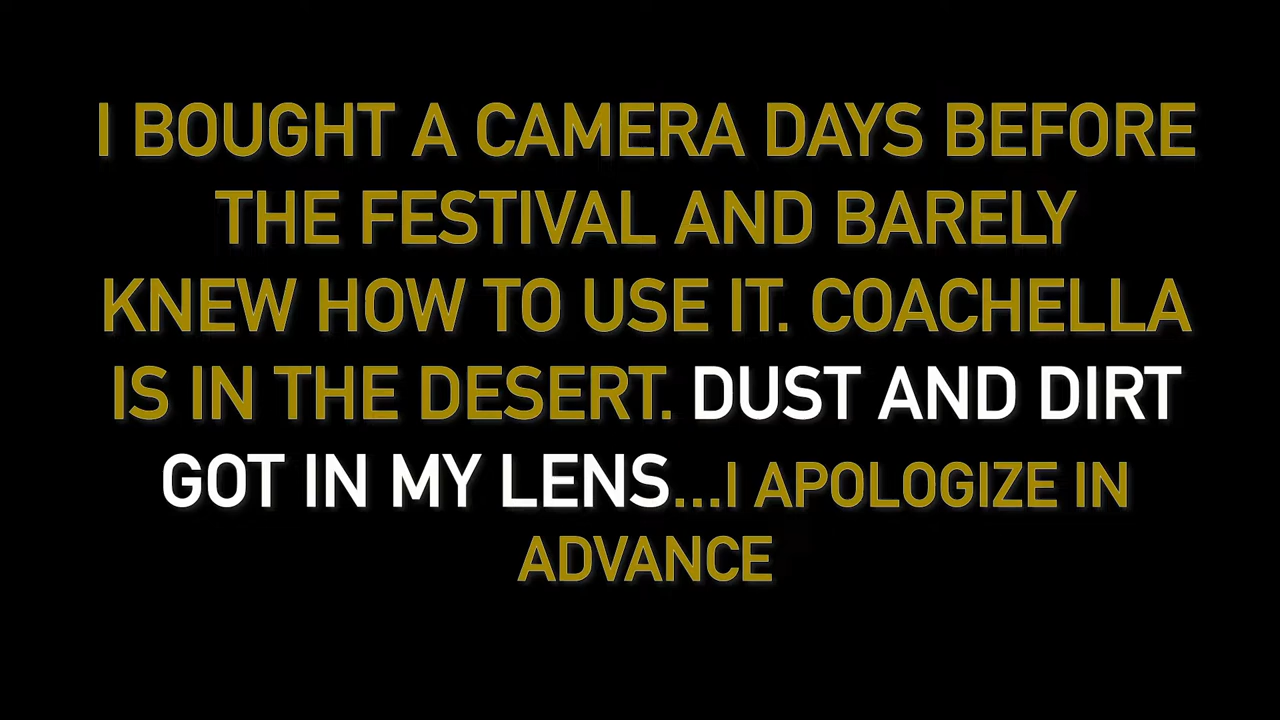 I BOUGHT A CAMERA DAYS BEFORE
THE FESTIVAL AND BARELY
KNEW HOW TO USE IT. COACHELLA
IS IN THE DESERT. DUST AND DIRT
GOT IN MY LENS...I APOLOGIZE IN
ADVANCE